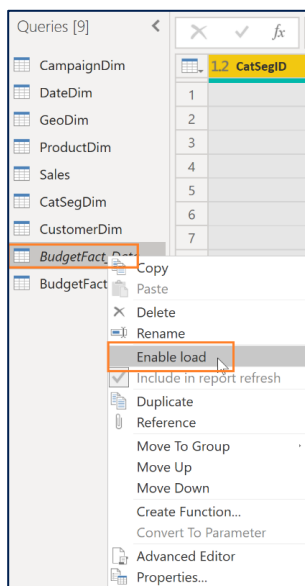 Queries [9]
fx
1.2 CatSegID
CampaignDim
DateDim
GeoDim
ProductDim
Sales
CatSegDim
CustomerDim
BudgetFact_Data
BudgetFact
1
2
3
4
5
6
7
Copy
Paste
Delete
Rename
Enable load
Include in report refresh
Duplicate
Reference
Move To Group
Move Up
Move Down
Create Function...
Convert To Parameter
Advanced Editor
Properties...